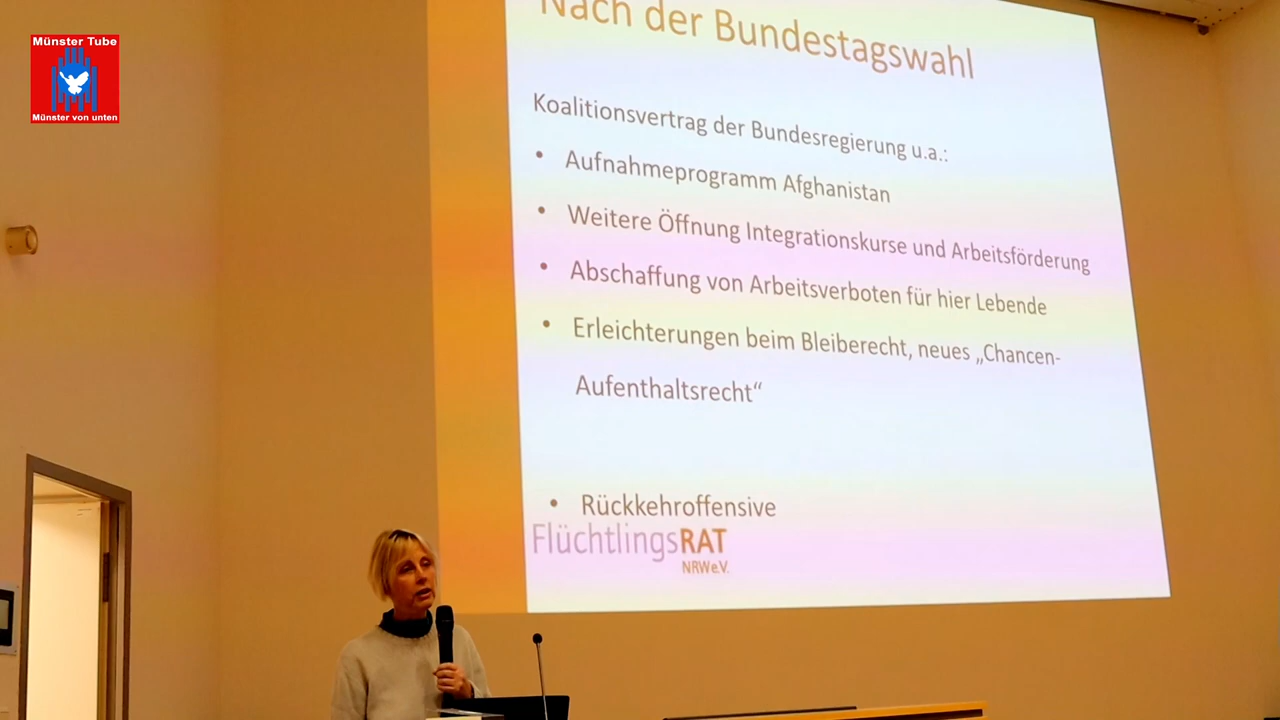 Münster Tube
Münster von unten
Nach der Bundestagswahl
Koalitionsvertrag der Bundesregierung u.a.:
• Aufnahmeprogramm Afghanistan
• Weitere Öffnung Integrationskurse und Arbeitsförderung
• Abschaffung von Arbeitsverboten für hier Lebende
• Erleichterungen beim Bleiberecht, neues „Chancen-
Aufenthaltsrecht“
• Rückkehroffensive
FlüchtlingsRAT
NRWe.V.